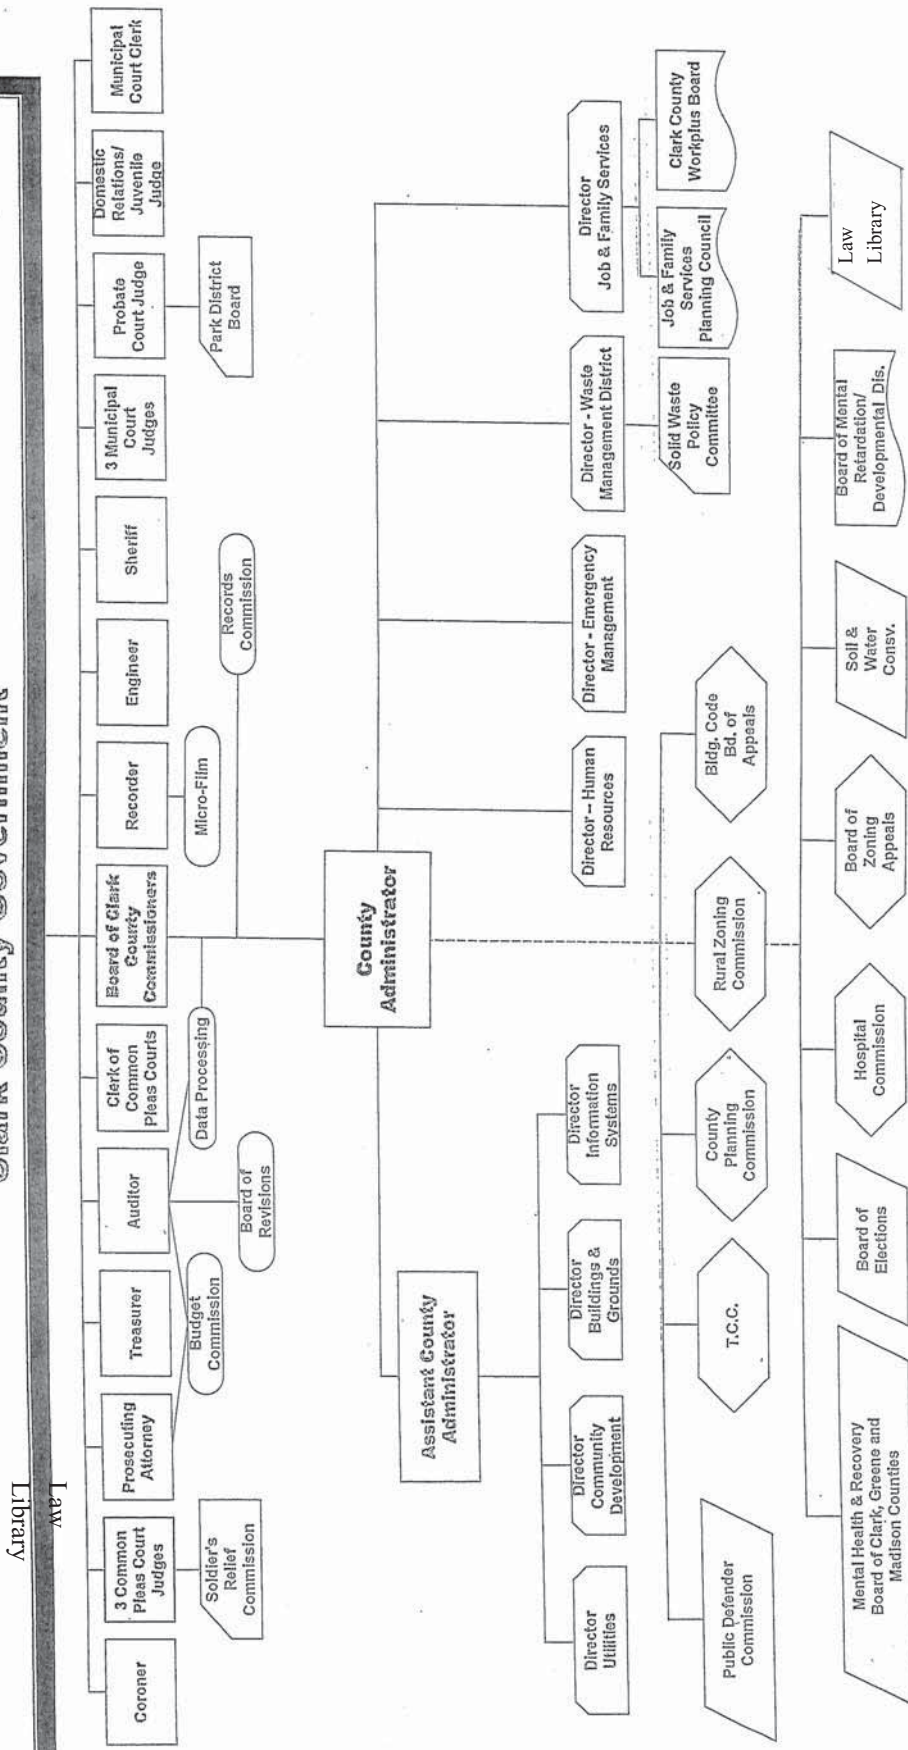 Clark County Government
Coroner
3 Common
Pleas Court
Judges
Prosecuting
Attorney
Treasurer
Auditor
Clerk of
Common
Pleas Courts
Board of Clark
County
Commissioners
Recorder
Engineer
Sheriff
3 Municipal
Court
Judges
Probate
Court Judge
Domestic
Relations/
Juvenile
Judge
Municipal
Court Clerk
Soldier's
Relief
Commission
Budget
Commission
Board of
Revisions
Data Processing
Micro-Film
Records
Commission
Park District
Board
County
Administrator
Assistant County
Administrator
Director
Utilities
Director
Community
Development
Director
Buildings &
Grounds
Director
Information
Systems
Director – Human
Resources
Director - Emergency
Management
Director - Waste
Management District
Director
Job & Family Services
Solid Waste
Policy
Committee
Job & Family
Services
Planning Council
Clark County
Workplus Board
Public Defender
Commission
T.C.C.
County
Planning
Commission
Rural Zoning
Commission
Bldg. Code
Bd. of
Appeals
Mental Health & Recovery
Board of Clark, Greene and
Madison Counties
Board of
Elections
Hospital
Commission
Board of
Zoning
Appeals
Soil &
Water
Consv.
Board of Mental
Retardation/
Developmental Dis.
Law
Library
Law
Library